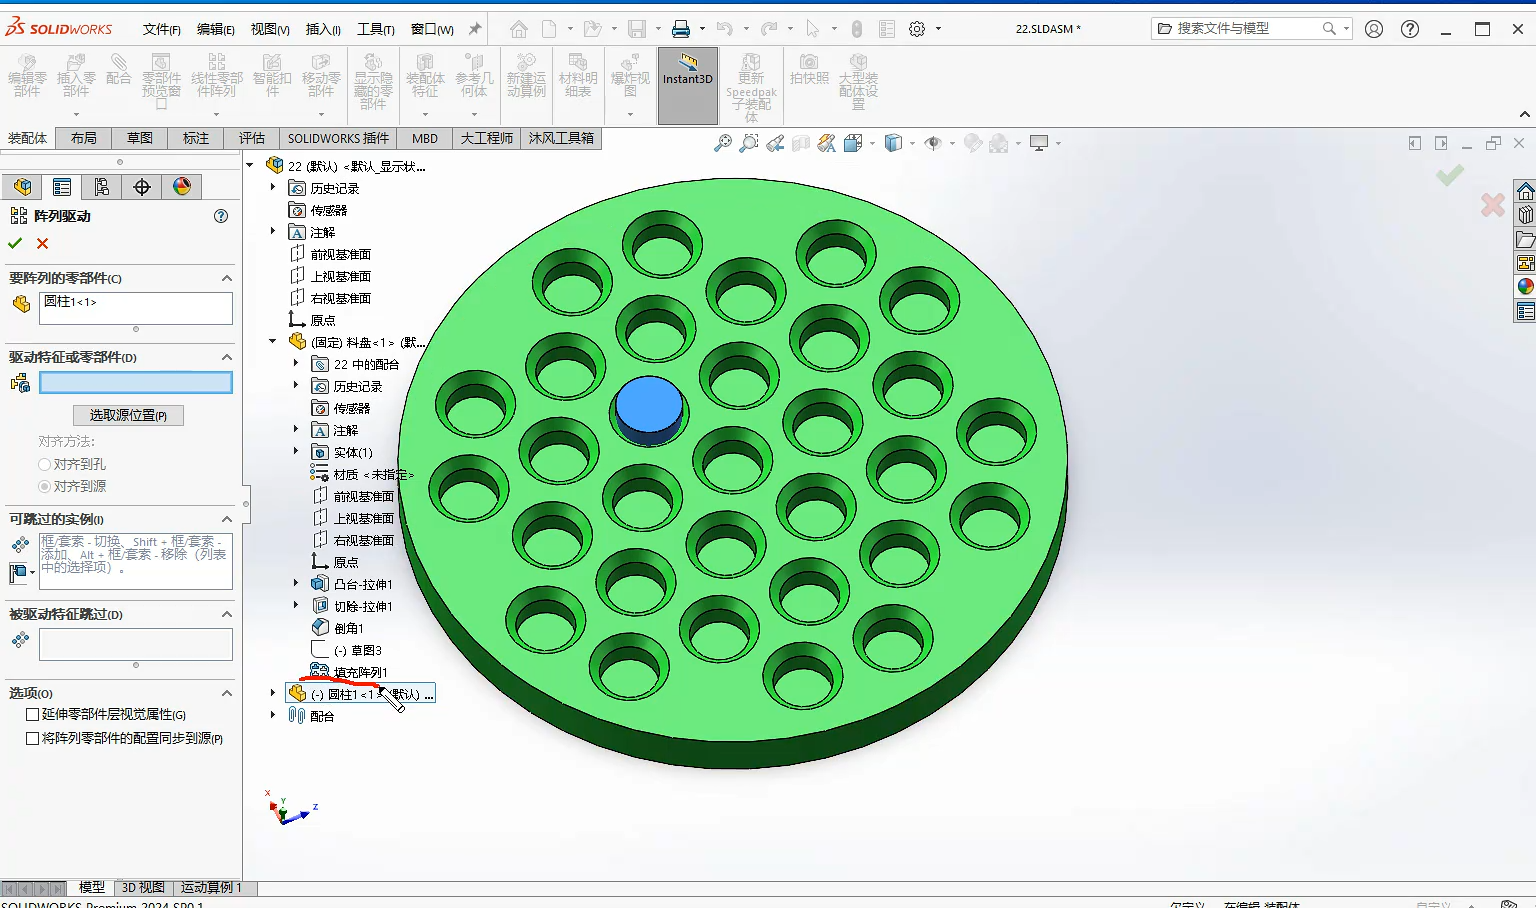 SOLIDWORKS 文件(F) 编辑(E) 视图(V) 插入(I) 工具(T) 窗口(W) 22.SLDASM * 搜索文件与模型
编辑零部件 插入零部件 配合 零部件预览窗口 线性零部件阵列 智能扣件 移动零部件 显示隐藏的零部件 装配体特征 参考几何体 新建运动算例 材料明细表 爆炸视图 Instant3D 更新Speedpak子装配体 拍快照 大型装配体设置
装配体 布局 草图 标注 评估 SOLIDWORKS 插件 MBD 大工程师 沐风工具箱
阵列驱动
要阵列的零部件(C)
圆柱1<1>
驱动特征或零部件(D)
选取源位置(P)
对齐方法:
对齐到孔
对齐到源
可跳过的实例(I)
框/套索 - 切换、Shift + 框/套索 -
添加、Alt + 框/套索 - 移除（列表
中的选择项）。
被驱动特征跳过(D)
选项(O)
延伸零部件层视觉属性(G)
将阵列零部件的配置同步到源(P)
22 (默认) <默认_显示状...
历史记录
传感器
注解
前视基准面
上视基准面
右视基准面
原点
(固定) 料盘<1> (默...
22 中的配合
历史记录
传感器
注解
实体(1)
材质 <未指定>
前视基准面
上视基准面
右视基准面
原点
凸台-拉伸1
切除-拉伸1
倒角1
(-) 草图3
填充阵列1
(-) 圆柱1<1> (默认) ...
配合
X Y Z
模型 3D 视图 运动算例 1
SOLIDWORKS Premium 2024 SP0.1 欠定义 在编辑 装配体 自定义